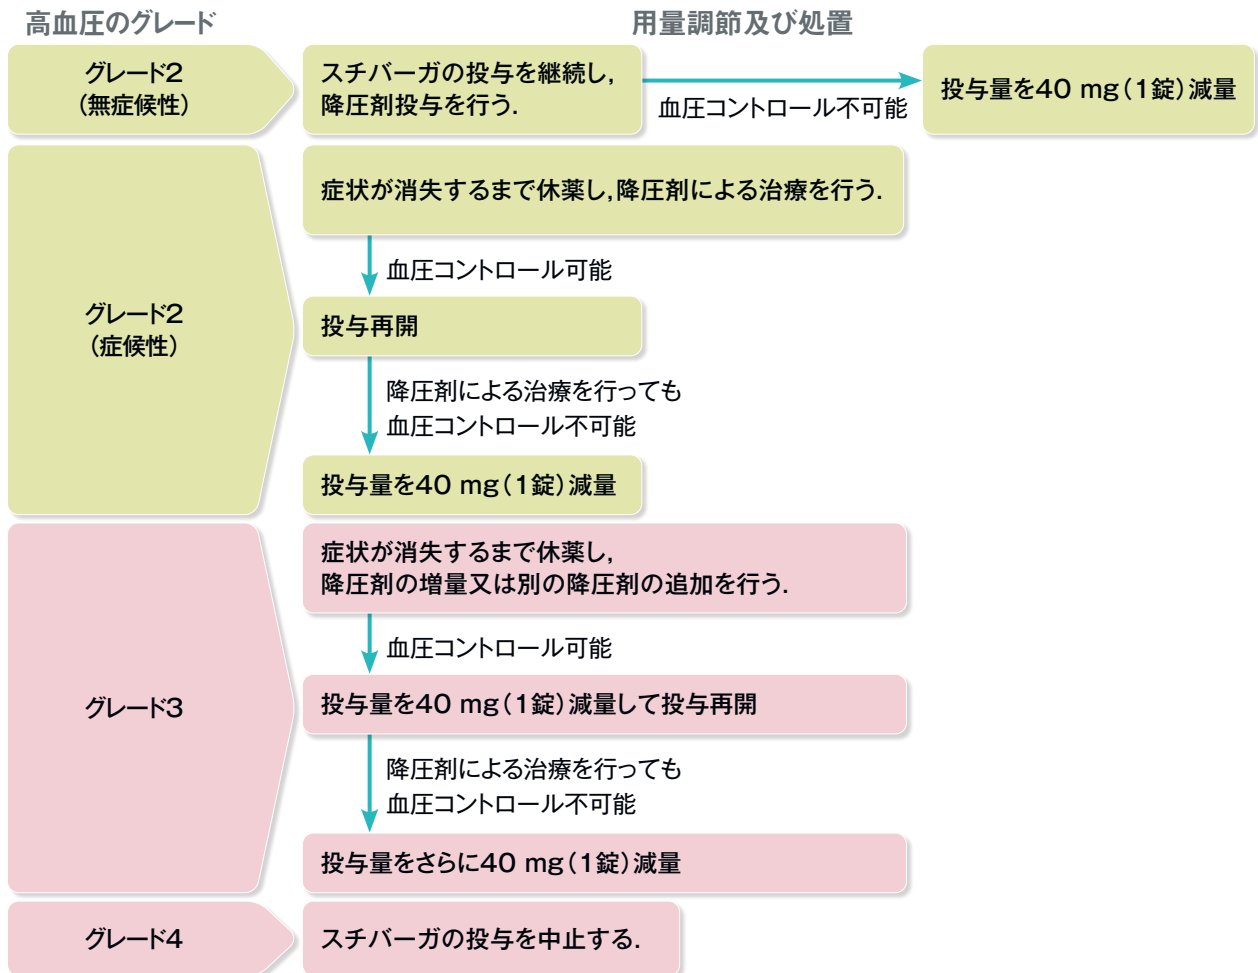 高血圧のグレード
用量調節及び処置
グレード2
(無症候性)
スチバーガの投与を継続し,
降圧剤投与を行う.
血圧コントロール不可能
投与量を40 mg(1錠)減量
グレード2
(症候性)
症状が消失するまで休薬し,降圧剤による治療を行う.
血圧コントロール可能
投与再開
降圧剤による治療を行っても
血圧コントロール不可能
投与量を40 mg(1錠)減量
グレード3
症状が消失するまで休薬し,
降圧剤の増量又は別の降圧剤の追加を行う.
血圧コントロール可能
投与量を40 mg(1錠)減量して投与再開
降圧剤による治療を行っても
血圧コントロール不可能
投与量をさらに40 mg(1錠)減量
グレード4
スチバーガの投与を中止する.